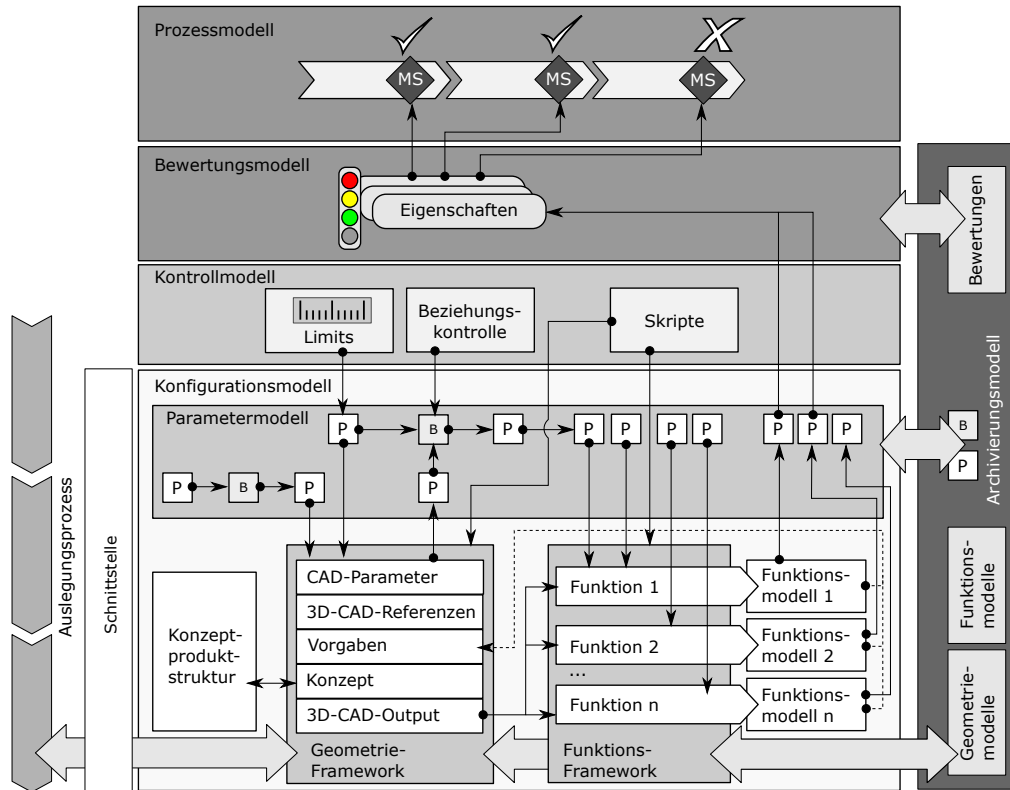 Prozessmodell
MS
MS
MS
Bewertungsmodell
Eigenschaften
Bewertungen
Kontrollmodell
Limits
Beziehungs-
kontrolle
Skripte
Archivierungsmodell
Konfigurationsmodell
Parametermodell
P
B
P
P
P
P
P
P
P
P
B
P
P
B
P
P
P
Auslegungsprozess
Schnittstelle
Konzept-
produkt-
struktur
CAD-Parameter
3D-CAD-Referenzen
Vorgaben
Konzept
3D-CAD-Output
Geometrie-
Framework
Funktion 1
Funktion 2
...
Funktion n
Funktions-
Framework
Funktions-
modell 1
Funktions-
modell 2
Funktions-
modell n
Funktions-
modelle
Geometrie-
modelle